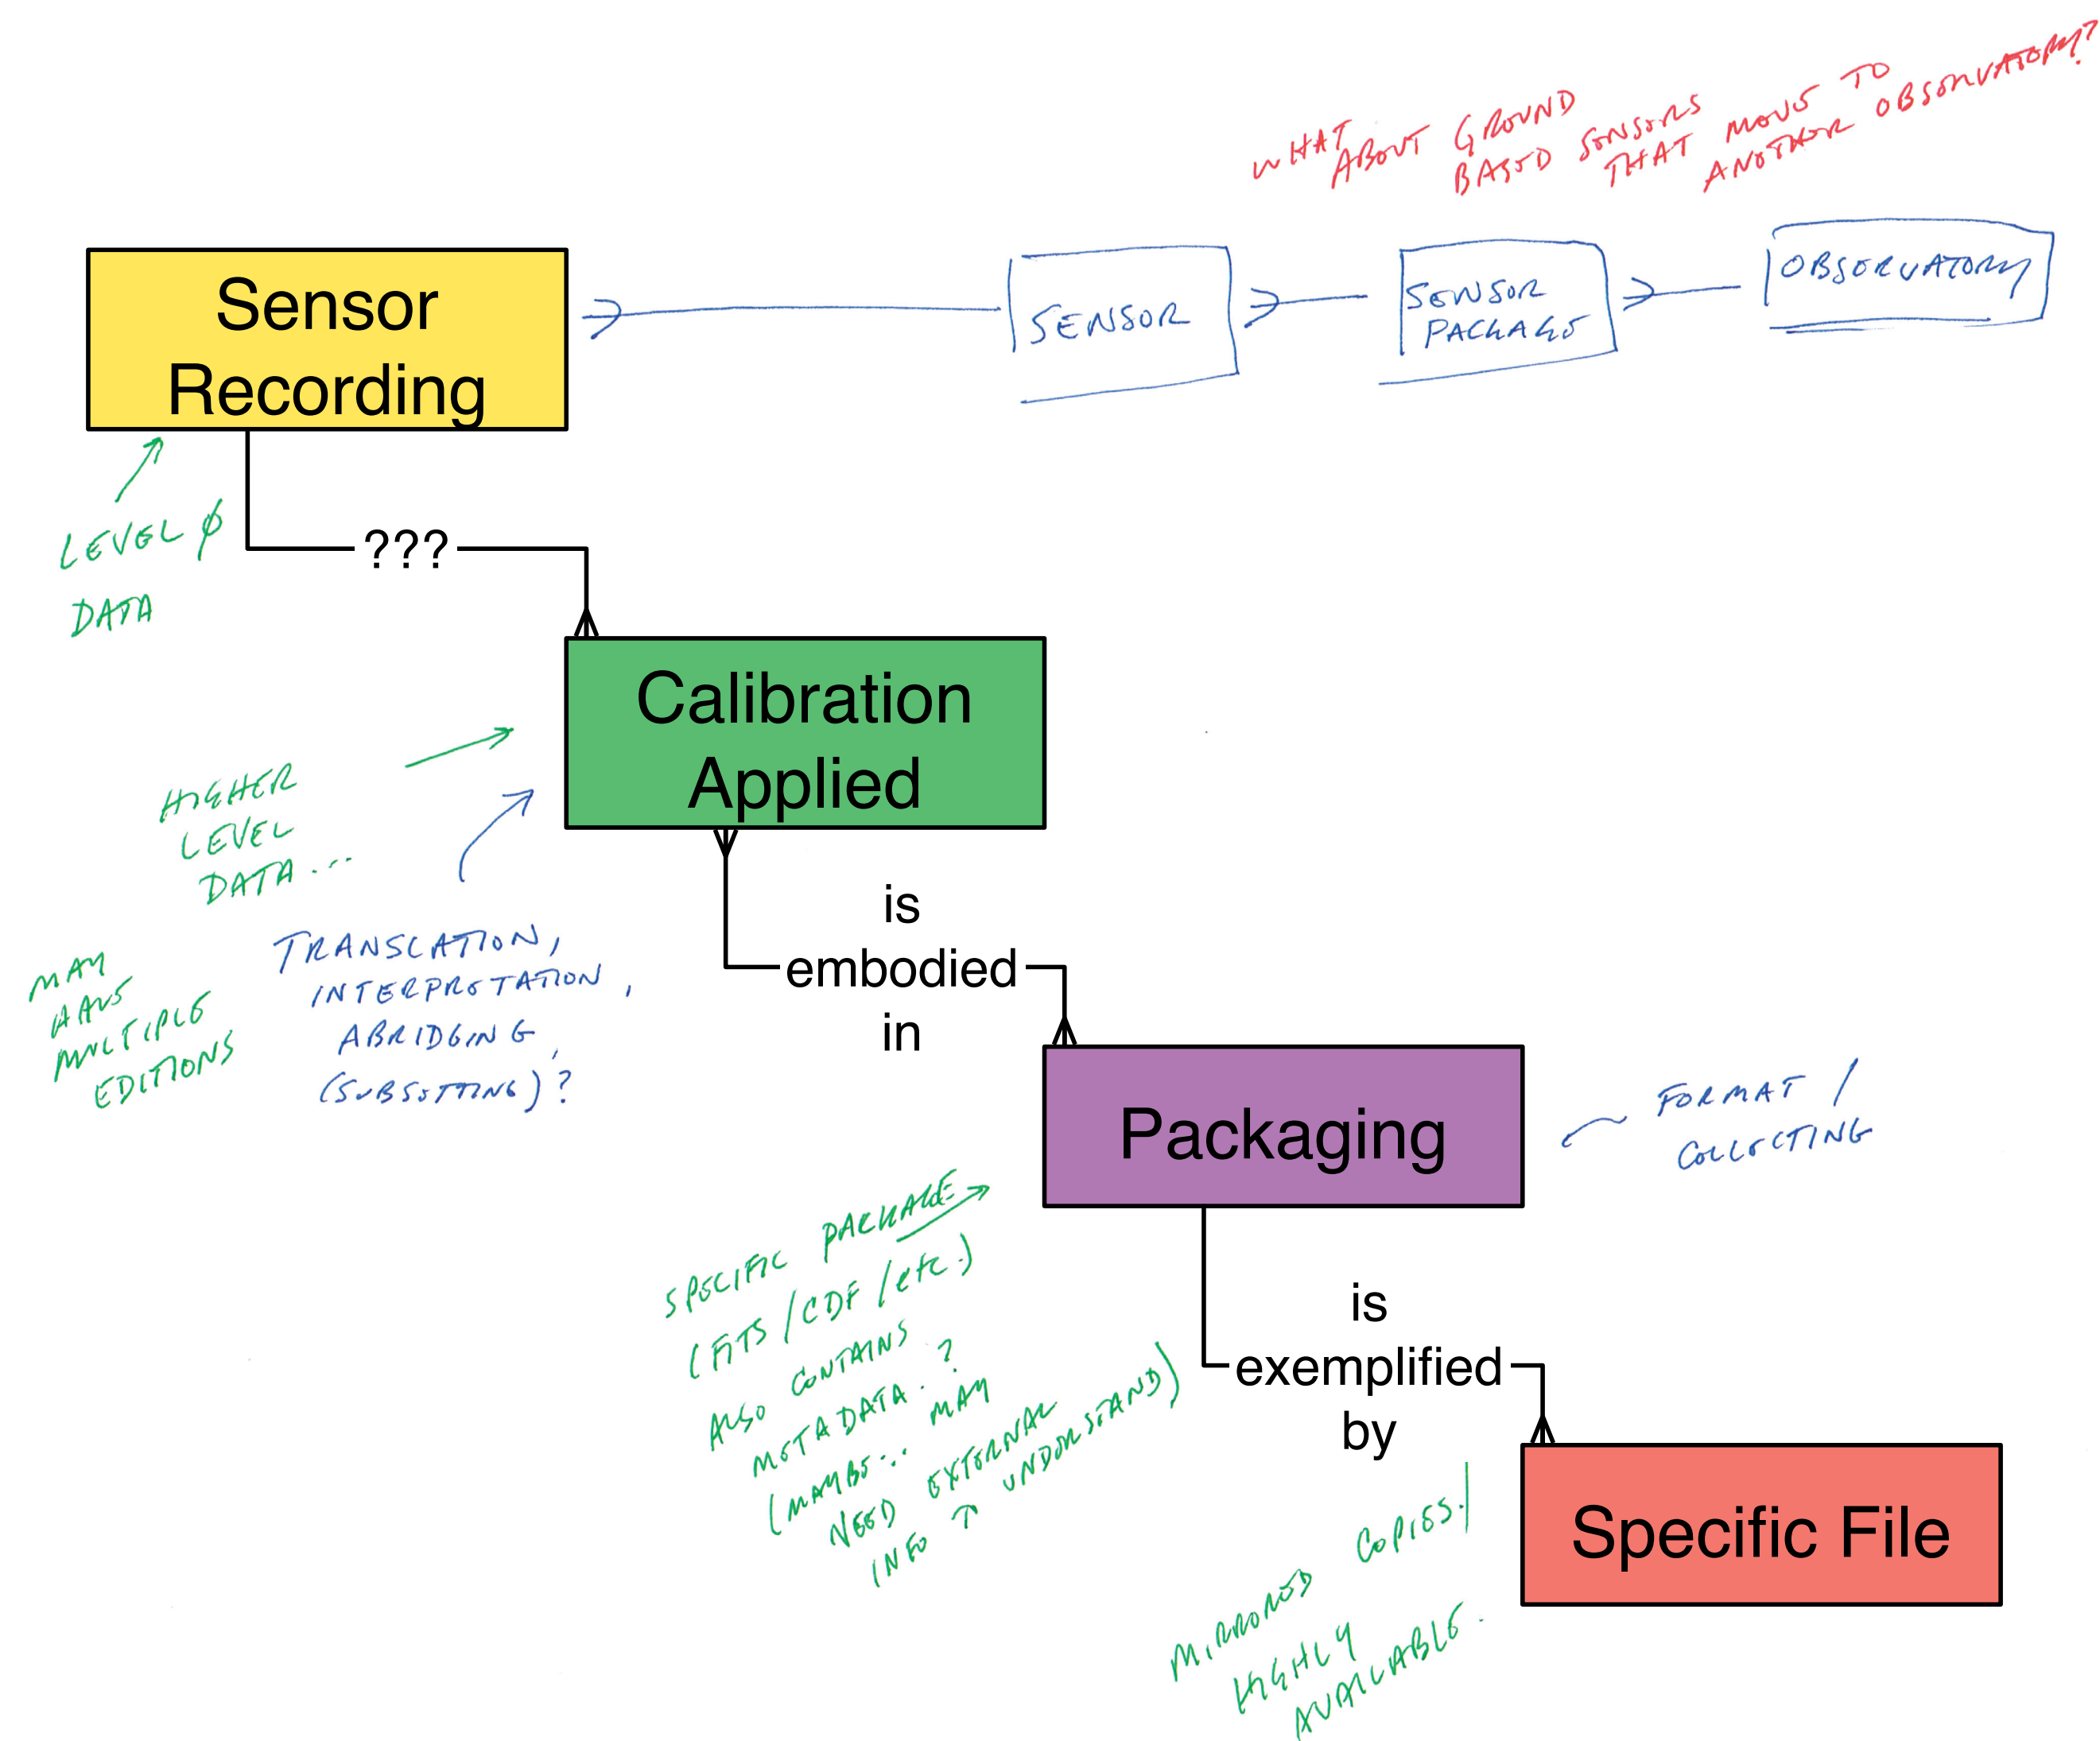 WHAT
ABOUT GROUND
BASED SENSORS
THAT MOVE TO
ANOTHER OBSERVATORY?
Sensor
Recording
SENSOR
SENSOR
PACKAGE
OBSERVATORY
LEVEL 0
DATA
???
Calibration
Applied
HIGHER
LEVEL
DATA...
MAY
HAVE
MULTIPLE
EDITIONS
TRANSLATION,
INTERPRETATION,
ABRIDGING,
(SUBSETTING)?
is
embodied
in
Packaging
FORMAT /
COLLECTING
SPECIFIC PACKAGE
(FITS / CDF / etc.)
ALSO CONTAINS
METADATA.?
(MAYBE... MAY
NEED EXTERNAL
INFO TO UNDERSTAND)
is
exemplified
by
Specific File
MIRRORED COPIES /
HIGHLY
AVAILABLE.